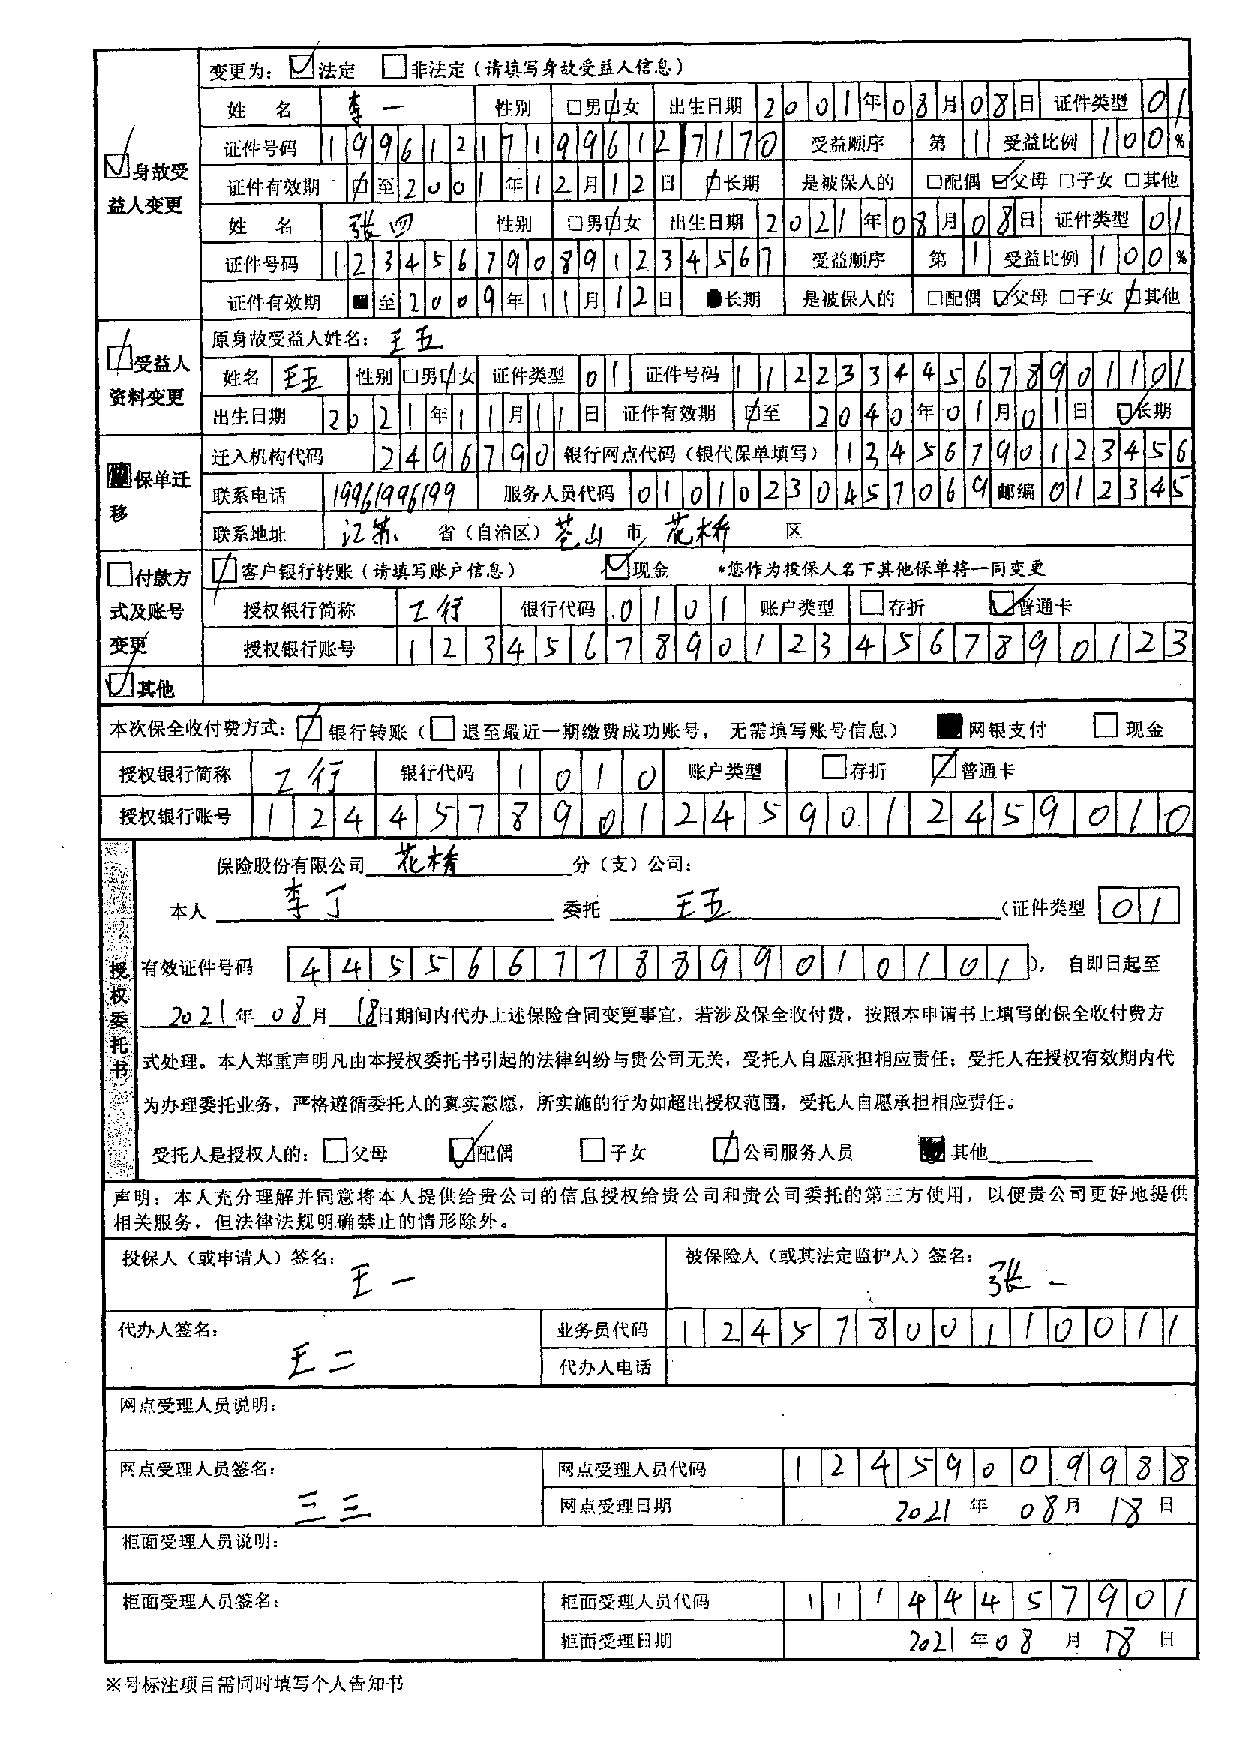 变更为：☑法定 □非法定（请填写身故受益人信息）
☑身故受益人变更
姓 名 李一 性别 □男☑女 出生日期 2001年08月08日 证件类型 01
证件号码 199612171996127170 受益顺序 第1 受益比例 100%
证件有效期 ☑至2001年12月12日 ☑长期 是被保人的 □配偶☑父母□子女□其他
姓 名 张四 性别 □男☑女 出生日期 2021年08月08日 证件类型 01
证件号码 123456790891234567 受益顺序 第1 受益比例 100%
证件有效期 ■至2009年11月12日 ■长期 是被保人的 □配偶☑父母□子女☑其他
☑受益人资料变更
原身故受益人姓名：王五
姓名 王五 性别□男☑女 证件类型 01 证件号码 112233445678901101
出生日期 2021年11月11日 证件有效期 ☑至 2040年01月01日 ☑长期
■保单迁移
迁入机构代码 2496790 银行网点代码（银代保单填写）12456790123456
联系电话 19961996199 服务人员代码 01010230457069 邮编 012345
联系地址 江苏 省（自治区）苍山 市 花桥 区
□付款方式及账号变更
☑客户银行转账（请填写账户信息） ☑现金 *您作为投保人名下其他保单将一同变更
授权银行简称 工行 银行代码 0101 账户类型 □存折 ☑普通卡
授权银行账号 12345678901234567890123
☑其他
本次保全收付费方式：☑银行转账（□退至最近一期缴费成功账号，无需填写账号信息） ■网银支付 □现金
授权银行简称 工行 银行代码 1010 账户类型 □存折 ☑普通卡
授权银行账号 12445789012459012459010
授权委托书
保险股份有限公司 花桥 分（支）公司：
本人 李丁 委托 王五 （证件类型 01
有效证件号码 445566778899010101），自即日起至
2021年 08月 18日期间内代办上述保险合同变更事宜，若涉及保全收付费，按照本申请书上填写的保全收付费方
式处理。本人郑重声明凡由本授权委托书引起的法律纠纷与贵公司无关，受托人自愿承担相应责任；受托人在授权有效期内代
为办理委托业务，严格遵循委托人的真实意愿，所实施的行为如超出授权范围，受托人自愿承担相应责任。
受托人是授权人的：□父母 ☑配偶 □子女 ☑公司服务人员 ■其他
声明：本人充分理解并同意将本人提供给贵公司的信息授权给贵公司和贵公司委托的第三方使用，以便贵公司更好地提供
相关服务，但法律法规明确禁止的情形除外。
投保人（或申请人）签名：王一 被保险人（或其法定监护人）签名：张一
代办人签名：王二 业务员代码 12457800110011
代办人电话
网点受理人员说明：
网点受理人员签名：三三 网点受理人员代码 12459009988
网点受理日期 2021年 08月 18日
柜面受理人员说明：
柜面受理人员签名： 柜面受理人员代码 11144457901
柜面受理日期 2021年08月 18日
※号标注项目需同时填写个人告知书